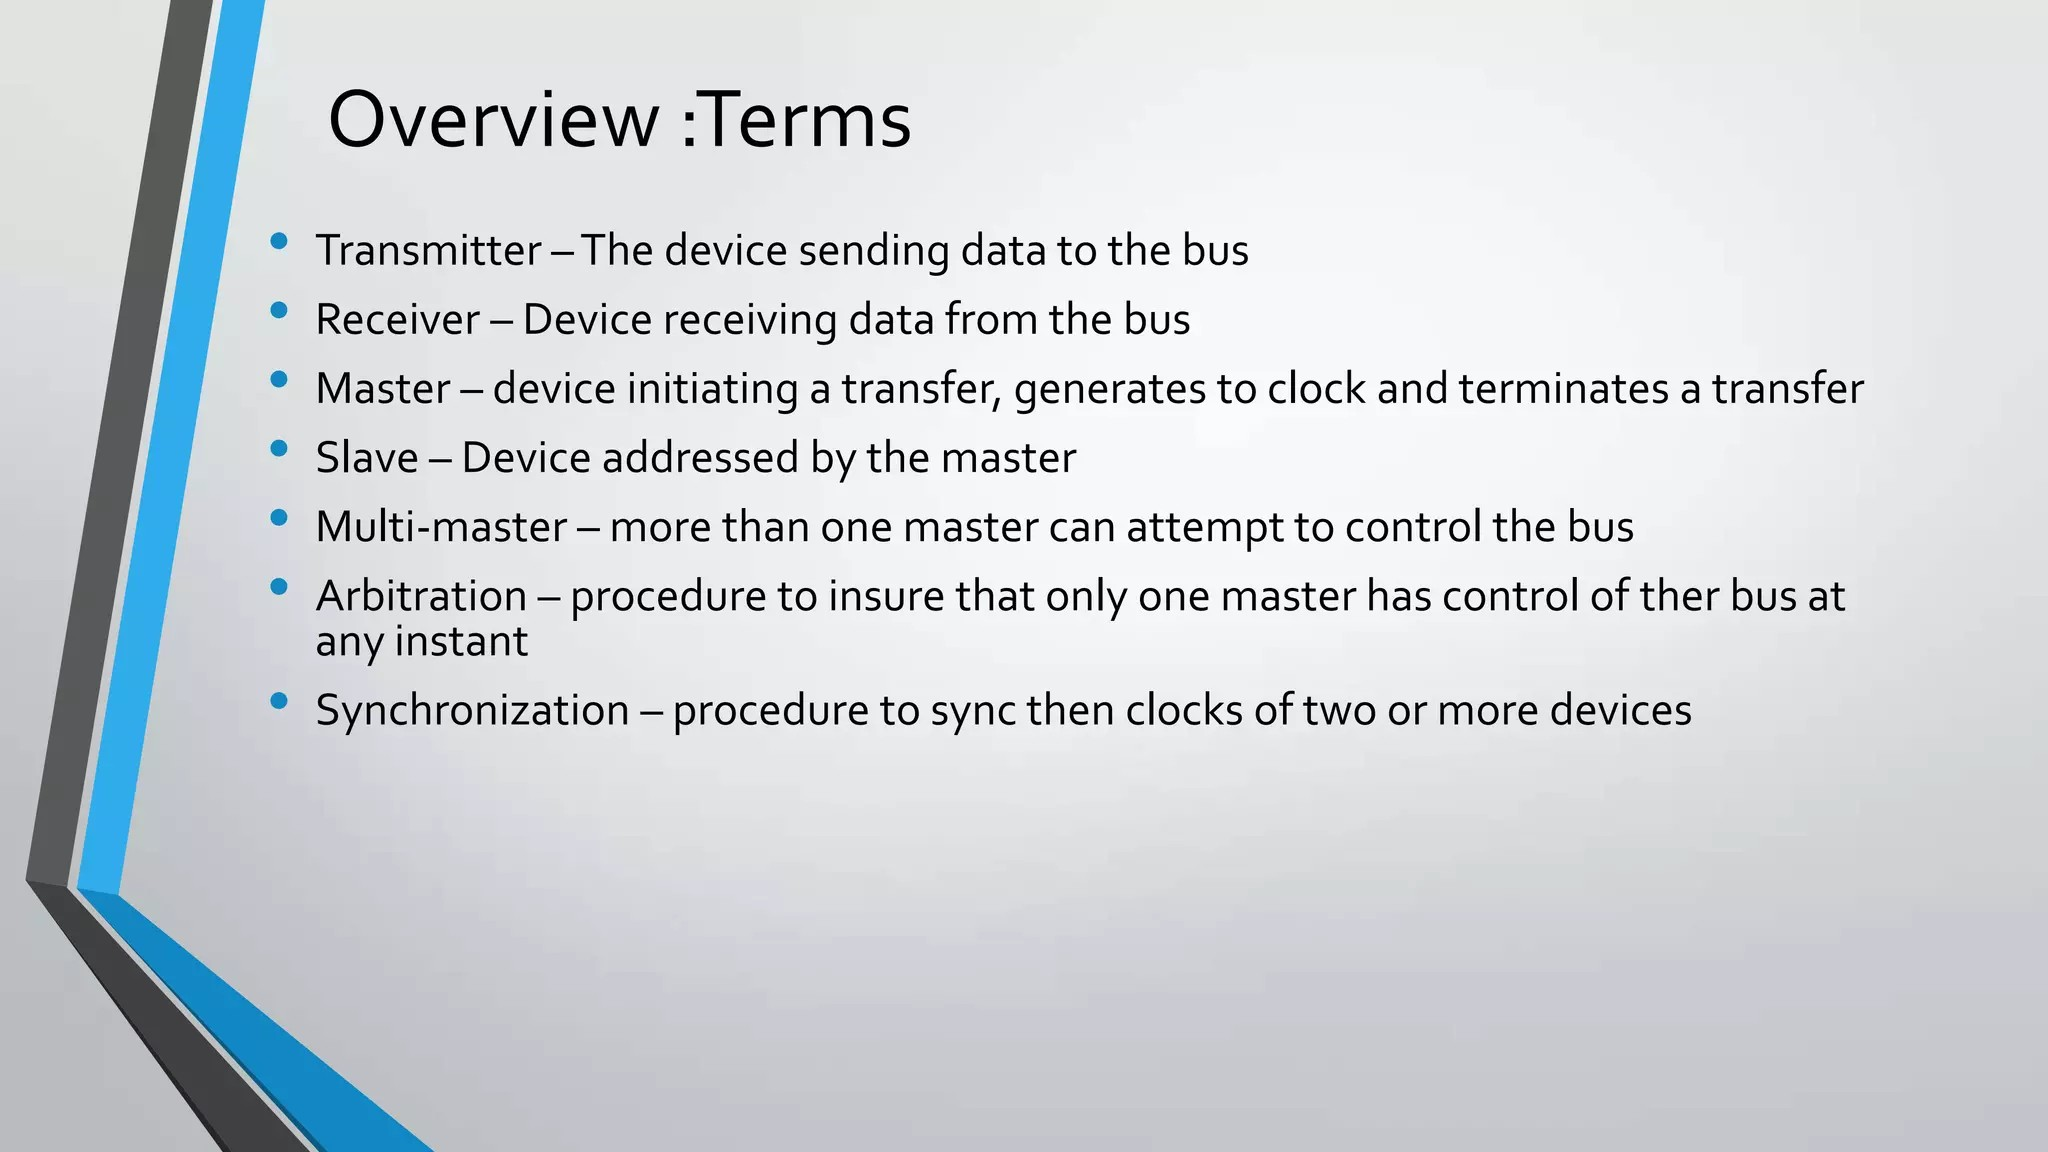 Overview :Terms
• Transmitter – The device sending data to the bus
• Receiver – Device receiving data from the bus
• Master – device initiating a transfer, generates to clock and terminates a transfer
• Slave – Device addressed by the master
• Multi-master – more than one master can attempt to control the bus
• Arbitration – procedure to insure that only one master has control of ther bus at
any instant
• Synchronization – procedure to sync then clocks of two or more devices